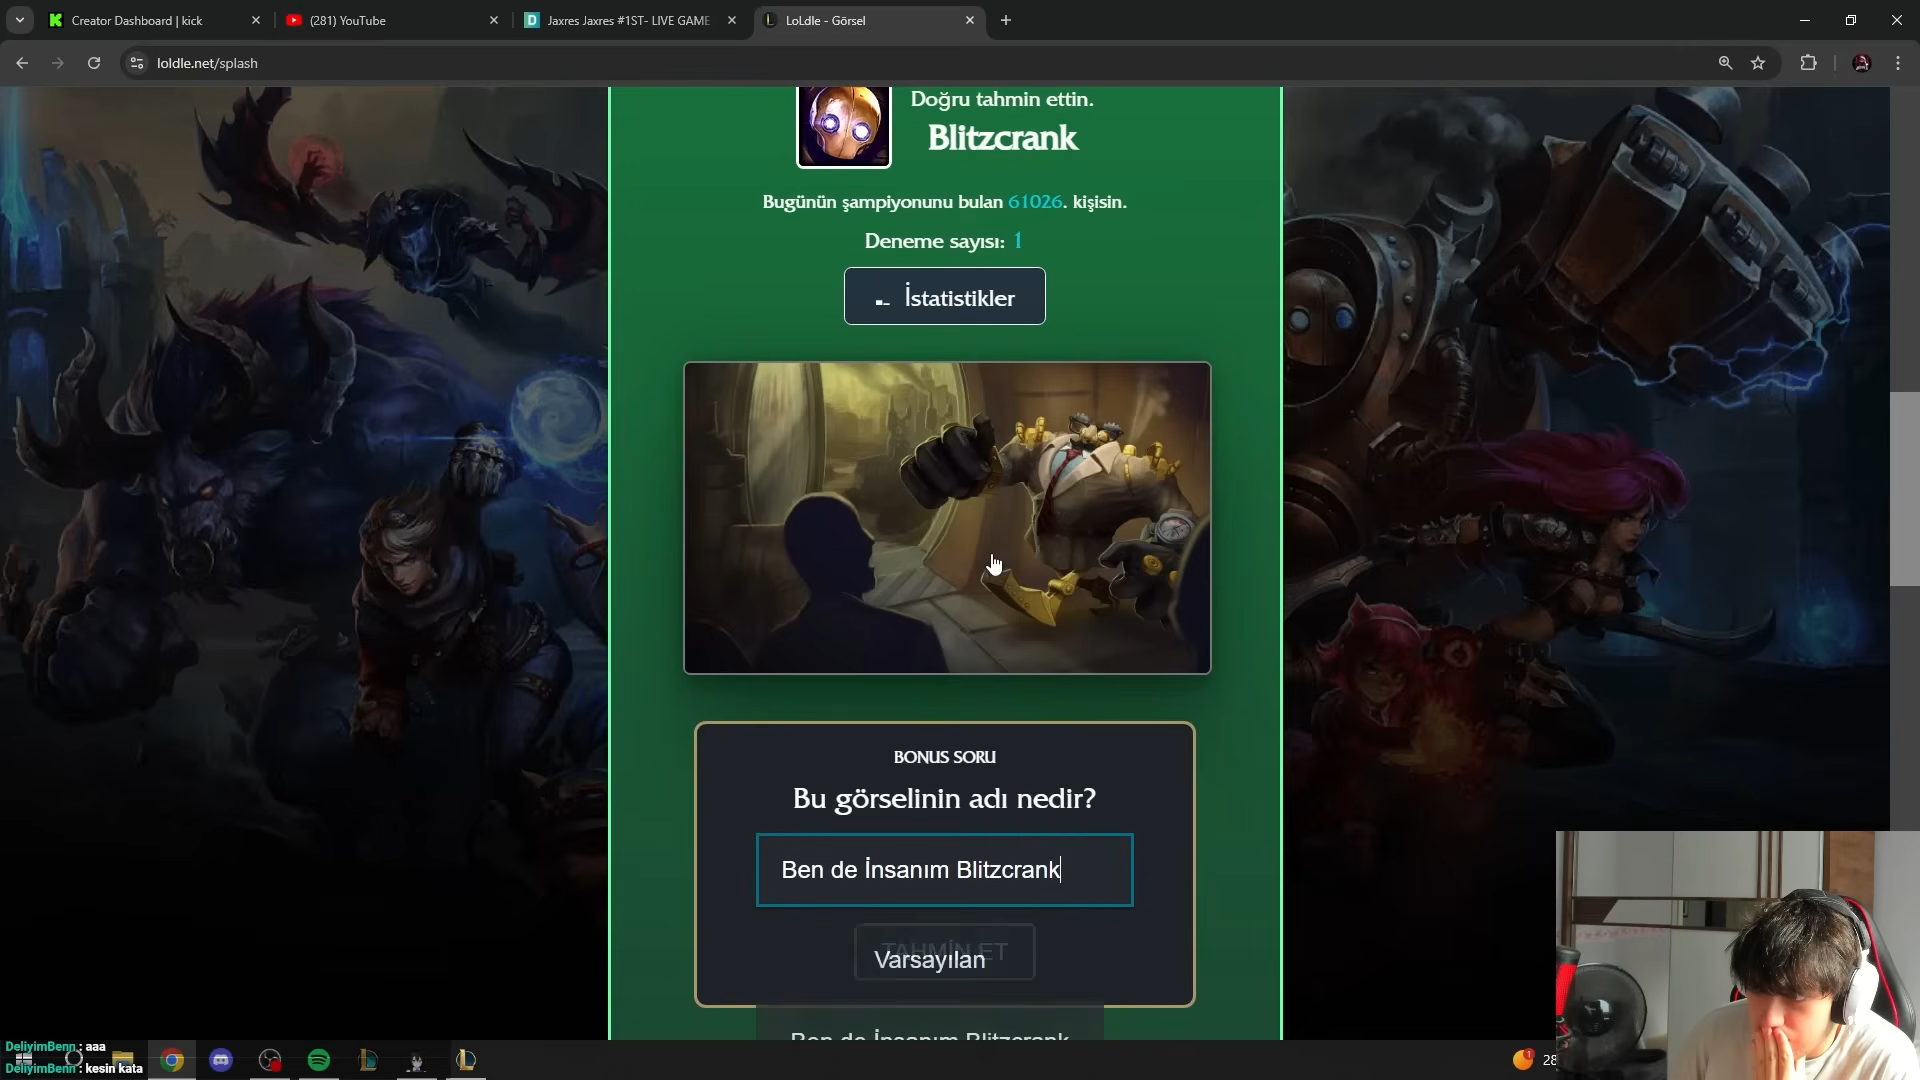 Creator Dashboard | kick
(281) YouTube
Jaxres Jaxres #1ST- LIVE GAME
LoLdle - Görsel
loldle.net/splash
Doğru tahmin ettin.
Blitzcrank
Bugünün şampiyonunu bulan 61026. kişisin.
Deneme sayısı: 1
İstatistikler
BONUS SORU
Bu görselinin adı nedir?
Ben de İnsanım Blitzcrank
TAHMİN ET
Varsayılan
Ben de İnsanım Blitzcrank
DeliyimBenn : aaa
DeliyimBenn : kesin kata
28